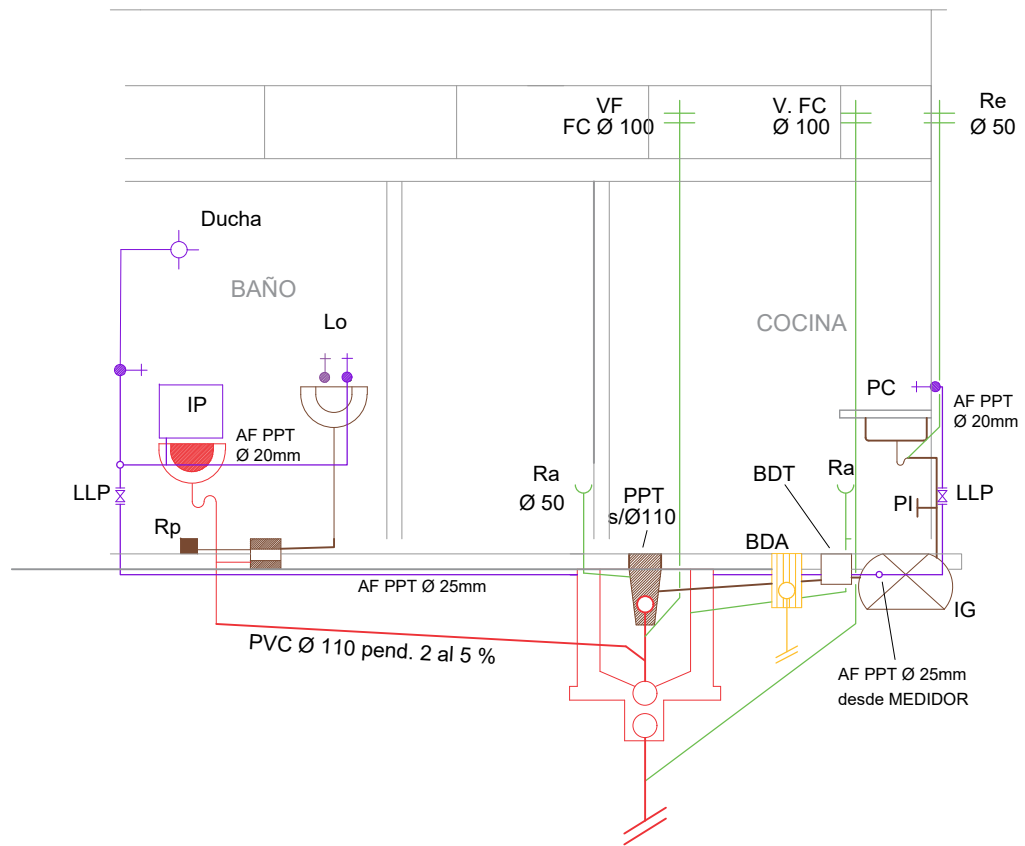 VF
FC Ø 100
V. FC
Ø 100
Re
Ø 50
Ducha
BAÑO
Lo
COCINA
IP
PC
AF PPT
Ø 20mm
AF PPT
Ø 20mm
LLP
Ra
Ø 50
PPT
s/Ø110
BDT
Ra
PI
LLP
Rp
BDA
AF PPT Ø 25mm
IG
PVC Ø 110 pend. 2 al 5 %
AF PPT Ø 25mm
desde MEDIDOR